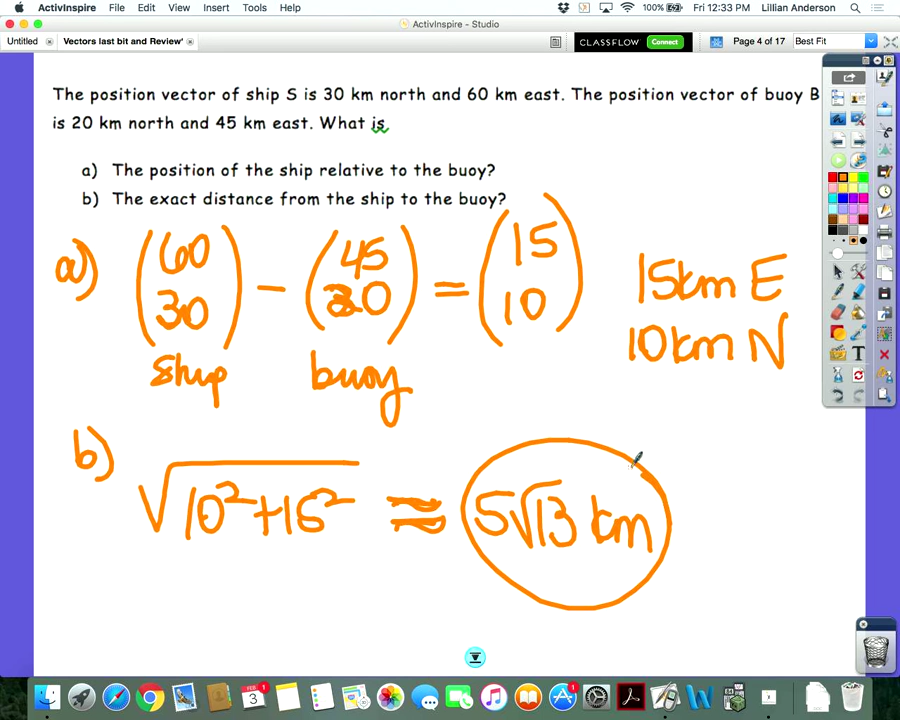 ActivInspire File Edit View Insert Tools Help 100% Fri 12:33 PM Lillian Anderson
ActivInspire - Studio
Untitled Vectors last bit and Review* CLASSFLOW Connect Page 4 of 17 Best Fit
The position vector of ship S is 30 km north and 60 km east. The position vector of buoy B
is 20 km north and 45 km east. What is
a) The position of the ship relative to the buoy?
b) The exact distance from the ship to the buoy?
a) (60 30) − (45 20) = (15 10) 15km E
10km N
ship buoy
b)
√10²+15² ≈ 5√13 km
FEB 3